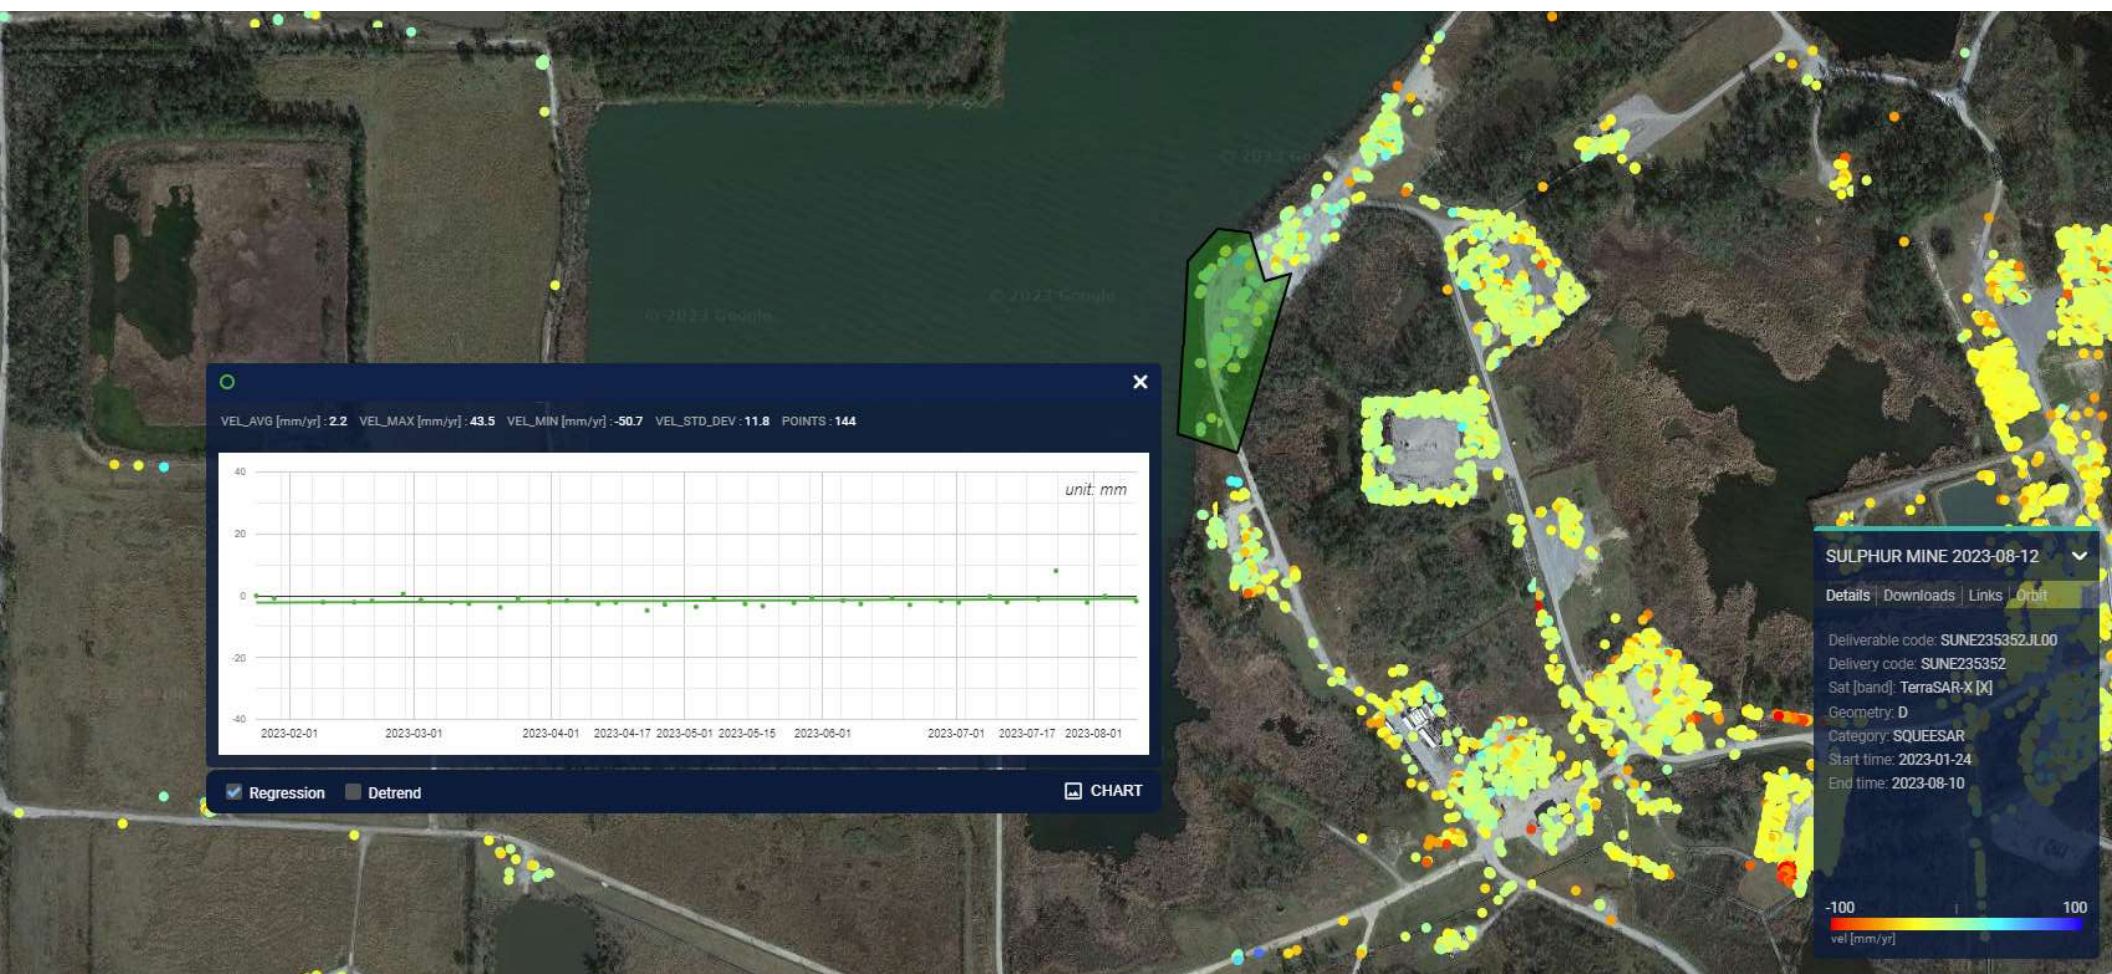 © 2023 Google
© 2023 Google
VEL_AVG [mm/yr] : 2.2 VEL_MAX [mm/yr] : 43.5 VEL_MIN [mm/yr] : -50.7 VEL_STD_DEV : 11.8 POINTS : 144
unit: mm
40
20
0
-20
-40
2023-02-01 2023-03-01 2023-04-01 2023-04-17 2023-05-01 2023-05-15 2023-06-01 2023-07-01 2023-07-17 2023-08-01
Regression Detrend CHART
SULPHUR MINE 2023-08-12
Details | Downloads | Links | Orbit
Deliverable code: SUNE235352JL00
Delivery code: SUNE235352
Sat [band]: TerraSAR-X [X]
Geometry: D
Category: SQUEESAR
Start time: 2023-01-24
End time: 2023-08-10
-100 100
vel [mm/yr]